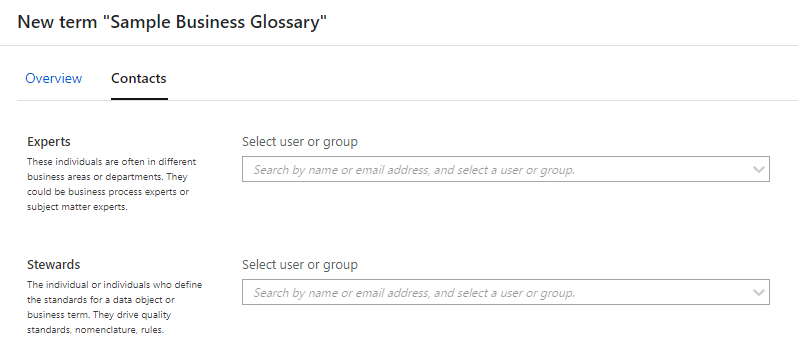 New term "Sample Business Glossary"
Overview
Contacts
Experts
These individuals are often in different
business areas or departments. They
could be business process experts or
subject matter experts.
Select user or group
Search by name or email address, and select a user or group.
Stewards
The individual or individuals who define
the standards for a data object or
business term. They drive quality
standards, nomenclature, rules.
Select user or group
Search by name or email address, and select a user or group.